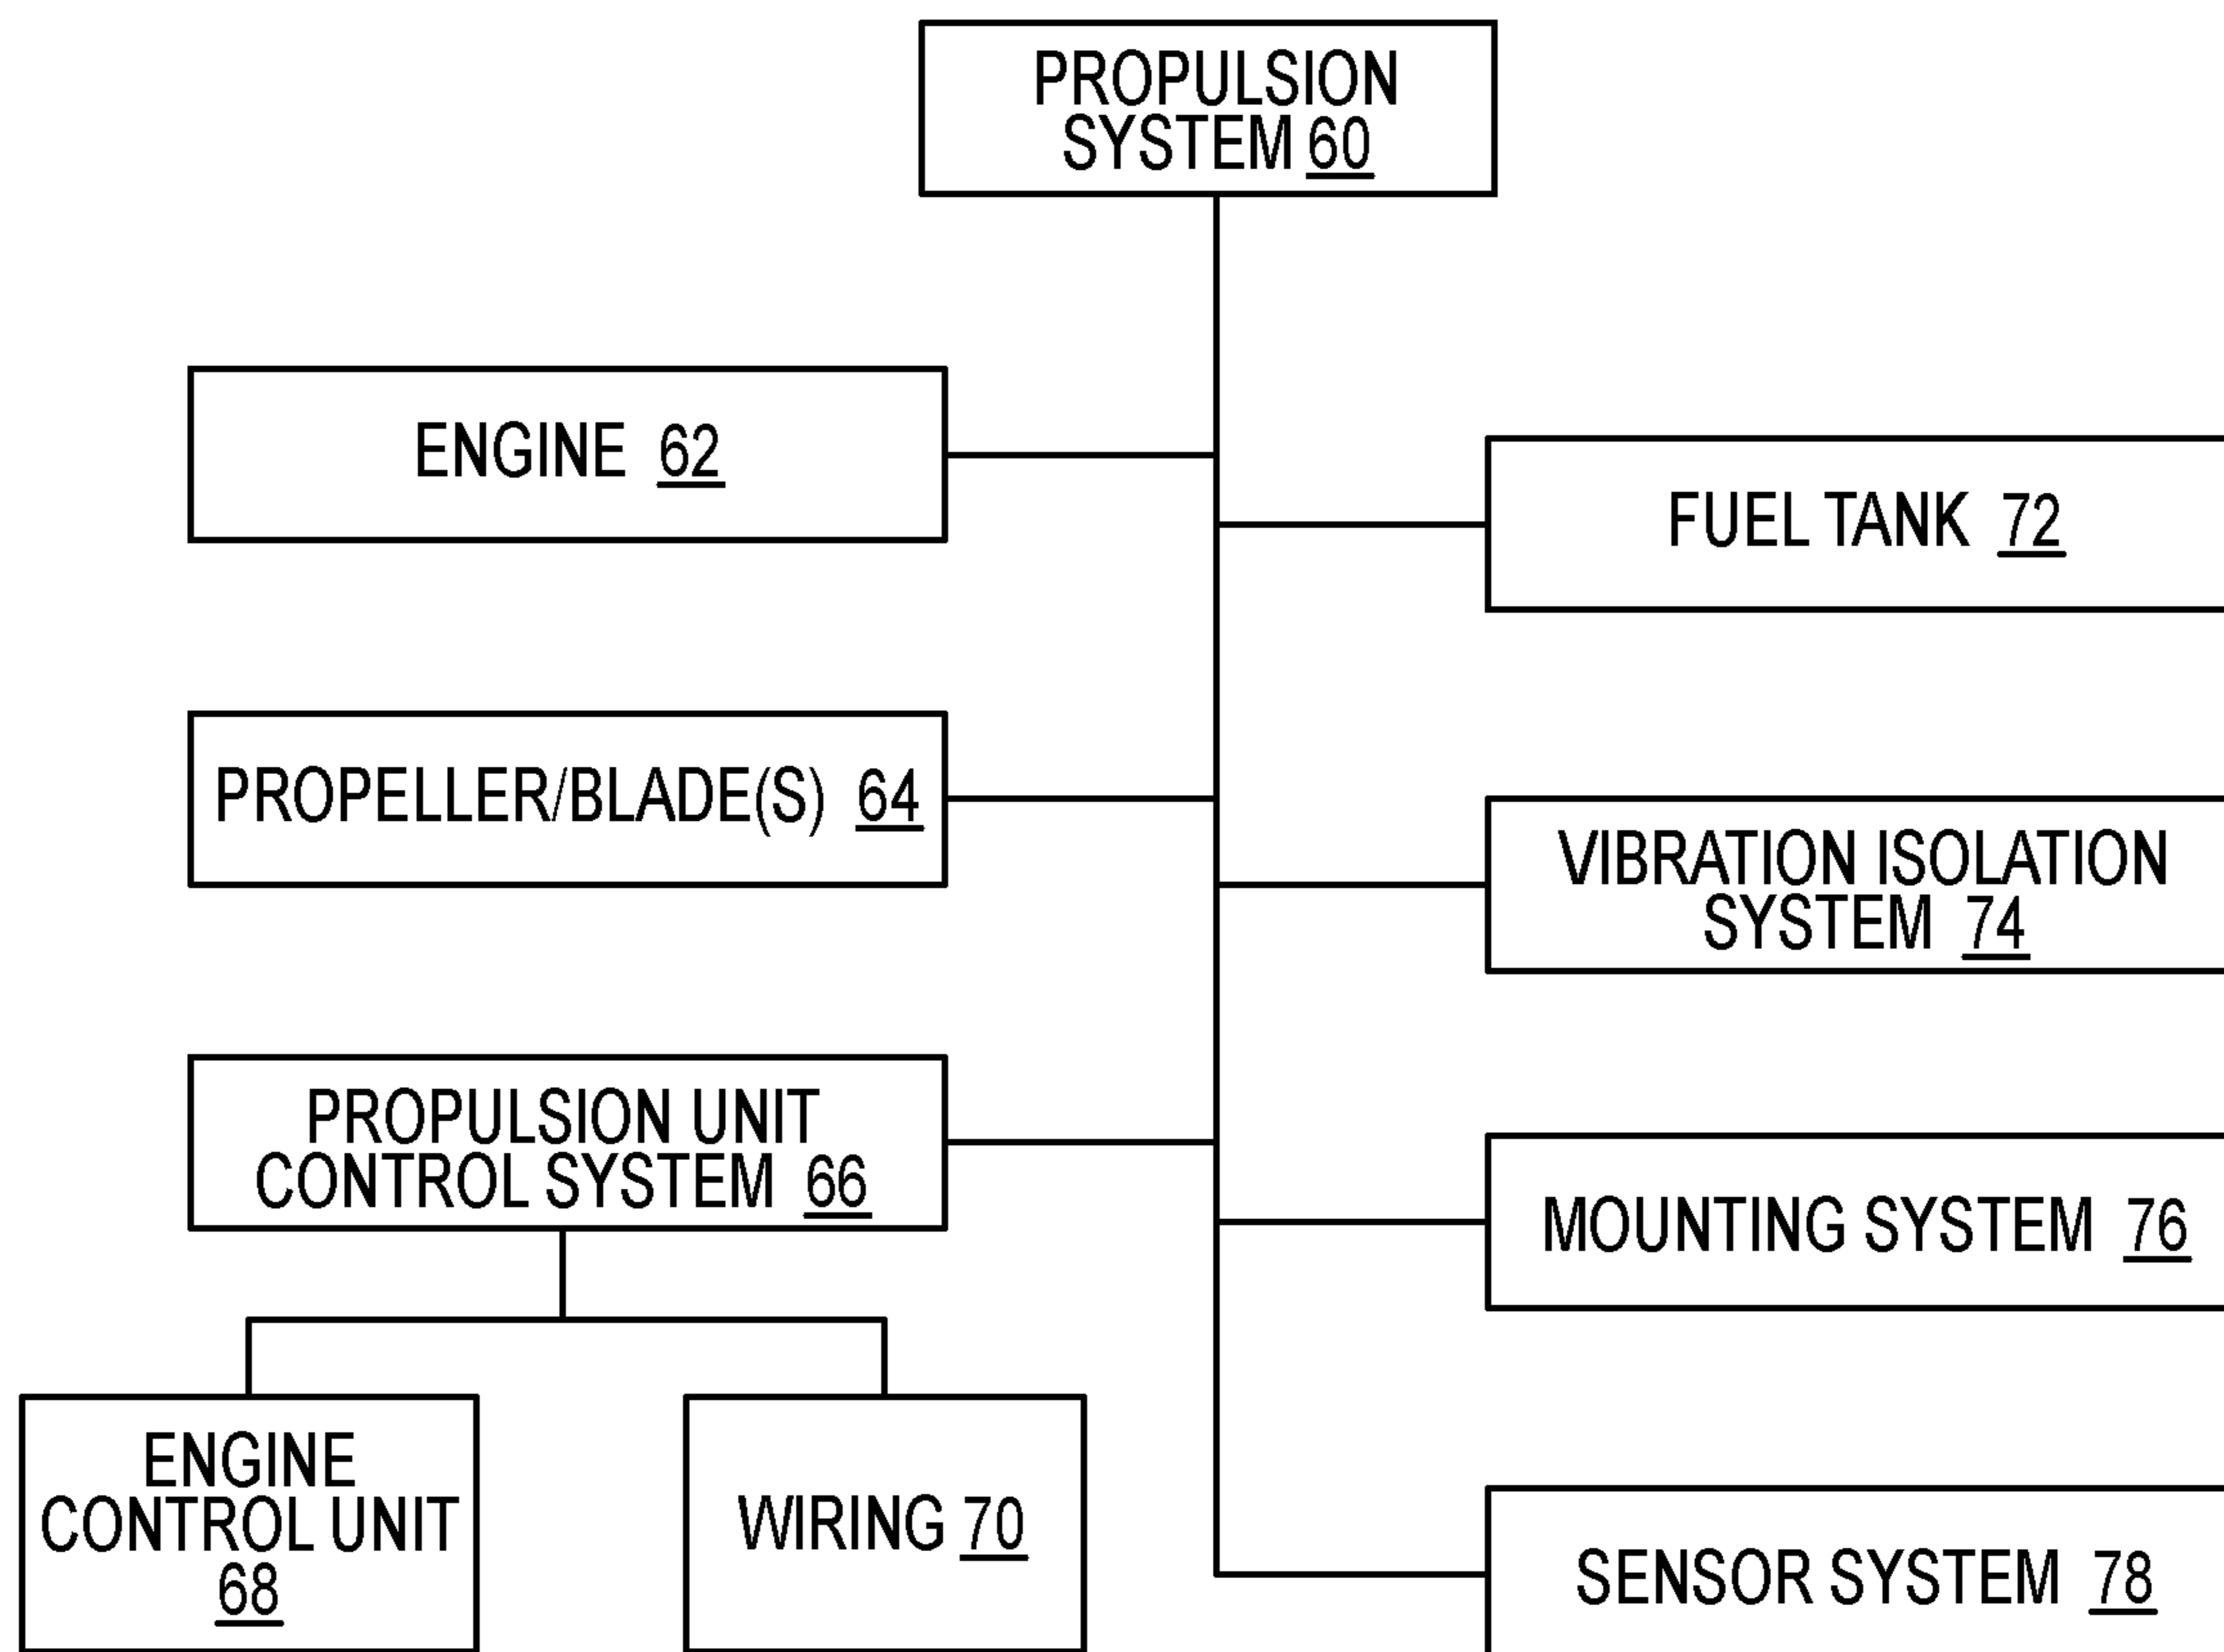 PROPULSION
SYSTEM 60
ENGINE 62
FUEL TANK 72
PROPELLER/BLADE(S) 64
VIBRATION ISOLATION
SYSTEM 74
PROPULSION UNIT
CONTROL SYSTEM 66
MOUNTING SYSTEM 76
ENGINE
CONTROL UNIT
68
WIRING 70
SENSOR SYSTEM 78